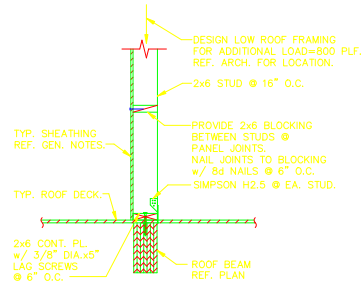 DESIGN LOW ROOF FRAMING
FOR ADDITIONAL LOAD=800 PLF.
REF. ARCH. FOR LOCATION.
2x6 STUD @ 16" O.C.
PROVIDE 2x6 BLOCKING
BETWEEN STUDS @
PANEL JOINTS.
NAIL JOINTS TO BLOCKING
w/ 8d NAILS @ 6" O.C.
TYP. SHEATHING
REF. GEN. NOTES.
SIMPSON H2.5 @ EA. STUD.
TYP. ROOF DECK.
2x6 CONT. PL.
w/ 3/8" DIA.x5"
LAG SCREWS
@ 6" O.C.
ROOF BEAM
REF. PLAN